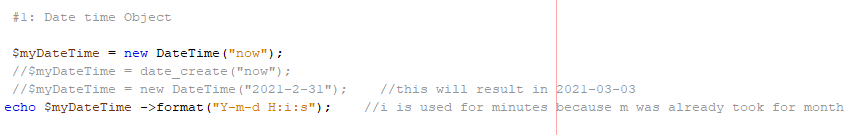 #1: Date time Object
$myDateTime = new DateTime("now");
//$myDateTime = date_create("now");
//$myDateTime = new DateTime("2021-2-31");    //this will result in 2021-03-03
echo $myDateTime ->format("Y-m-d H:i:s");    //i is used for minutes because m was already took for month